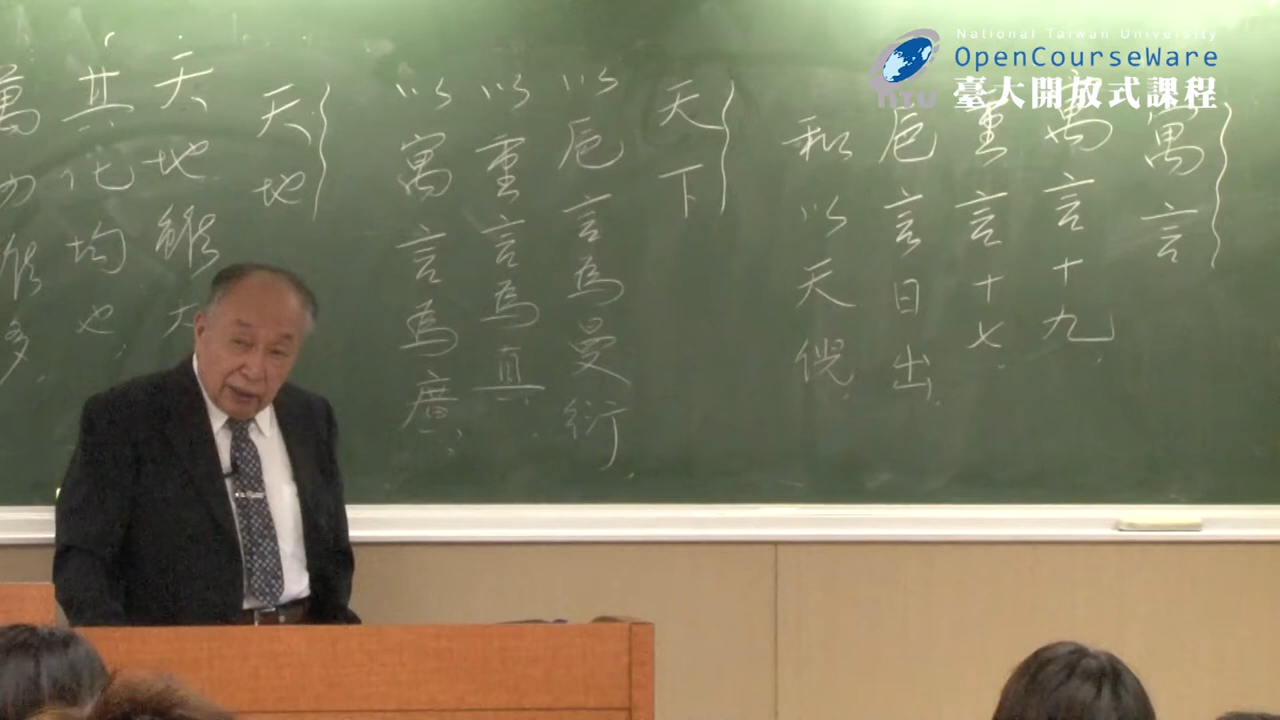 National Taiwan University
OpenCourseWare
臺大開放式課程
NTU
寓言
寓言十九
重言十七
卮言日出
和以天倪
天下
以卮言為曼衍
以重言為真
以寓言為廣
天地
天地雖大
其化均也
萬物雖多